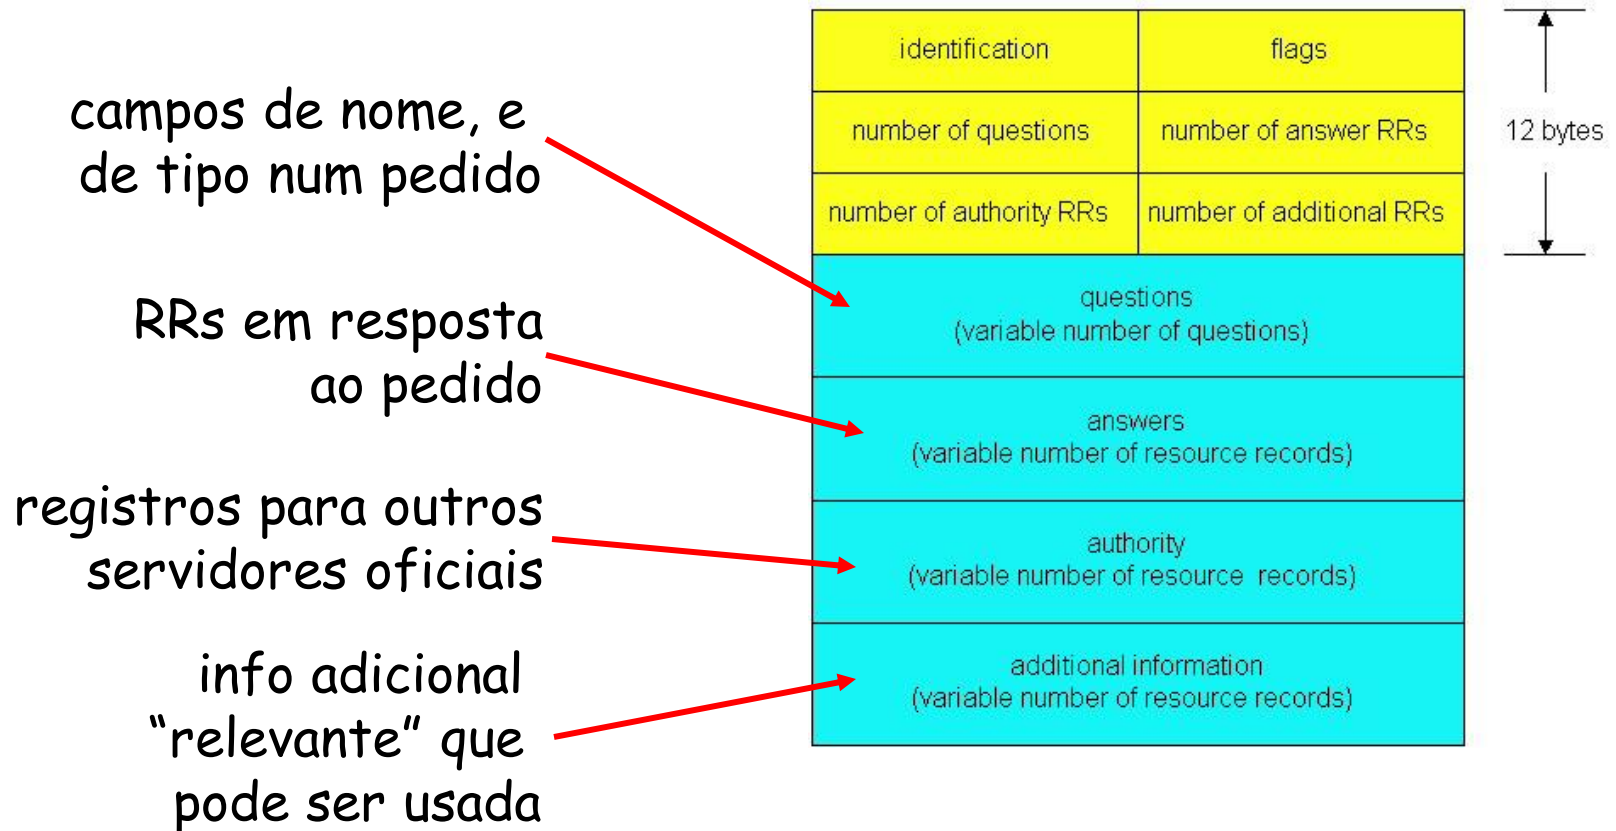 campos de nome, e
de tipo num pedido
RRs em resposta
ao pedido
registros para outros
servidores oficiais
info adicional
“relevante” que
pode ser usada
identification
flags
number of questions
number of answer RRs
number of authority RRs
number of additional RRs
12 bytes
questions
(variable number of questions)
answers
(variable number of resource records)
authority
(variable number of resource records)
additional information
(variable number of resource records)